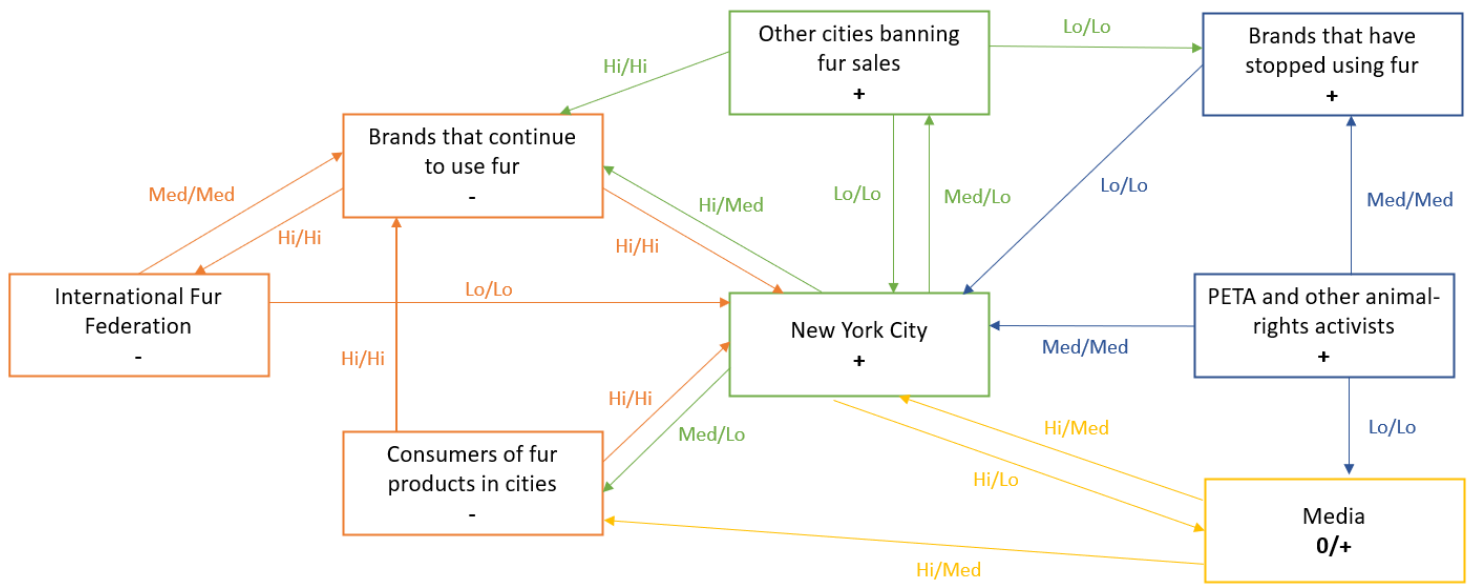 Other cities banning
fur sales
+
Lo/Lo
Brands that have
stopped using fur
+
Hi/Hi
Brands that continue
to use fur
-
Med/Med
Hi/Hi
Hi/Med
Hi/Hi
Lo/Lo
Med/Lo
Lo/Lo
Med/Med
International Fur
Federation
-
Lo/Lo
New York City
+
PETA and other animal-
rights activists
+
Med/Med
Hi/Hi
Hi/Hi
Med/Lo
Consumers of fur
products in cities
-
Hi/Med
Hi/Lo
Lo/Lo
Media
0/+
Hi/Med